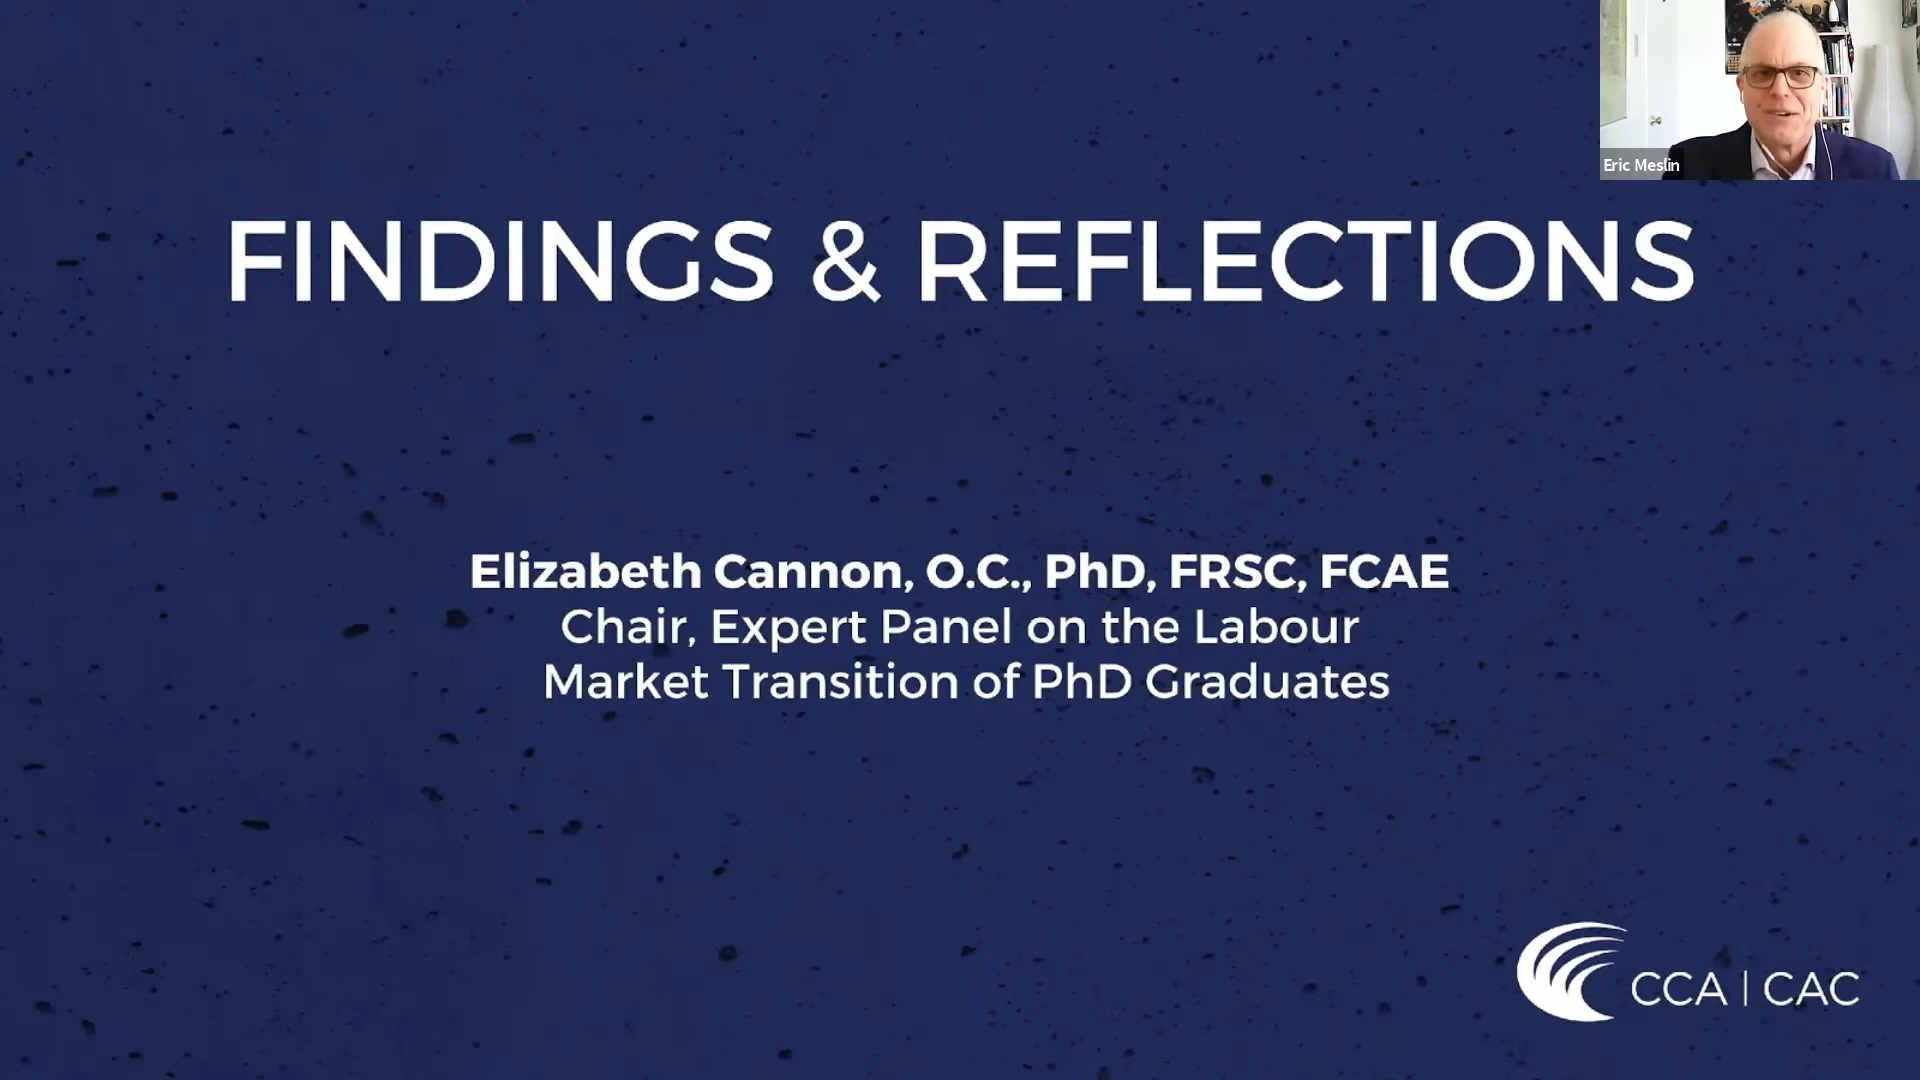 Eric Meslin
FINDINGS & REFLECTIONS
Elizabeth Cannon, O.C., PhD, FRSC, FCAE
Chair, Expert Panel on the Labour
Market Transition of PhD Graduates
CCA | CAC